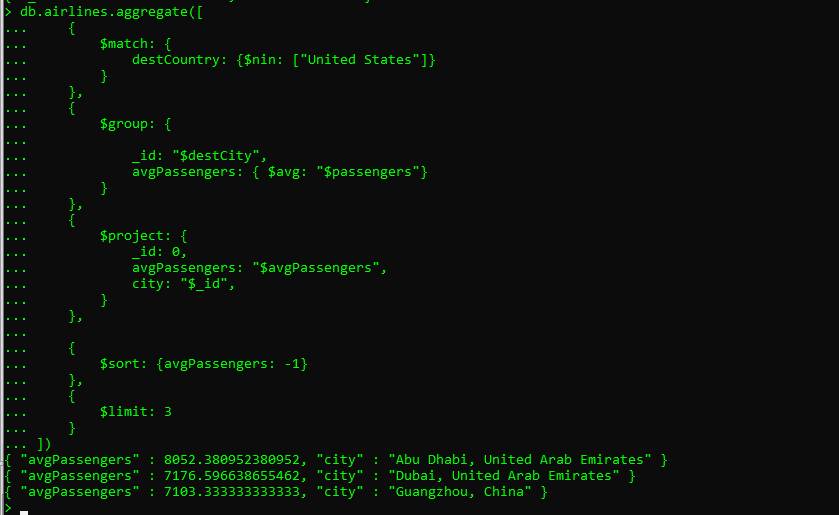 > db.airlines.aggregate([
...     {
...         $match: {
...             destCountry: {$nin: ["United States"]}
...         }
...     },
...     {
...         $group: {
...
...             _id: "$destCity",
...             avgPassengers: { $avg: "$passengers"}
...         }
...     },
...     {
...         $project: {
...             _id: 0,
...             avgPassengers: "$avgPassengers",
...             city: "$_id",
...         }
...     },
...
...     {
...         $sort: {avgPassengers: -1}
...     },
...     {
...         $limit: 3
...     }
... ])
{ "avgPassengers" : 8052.380952380952, "city" : "Abu Dhabi, United Arab Emirates" }
{ "avgPassengers" : 7176.596638655462, "city" : "Dubai, United Arab Emirates" }
{ "avgPassengers" : 7103.333333333333, "city" : "Guangzhou, China" }
>